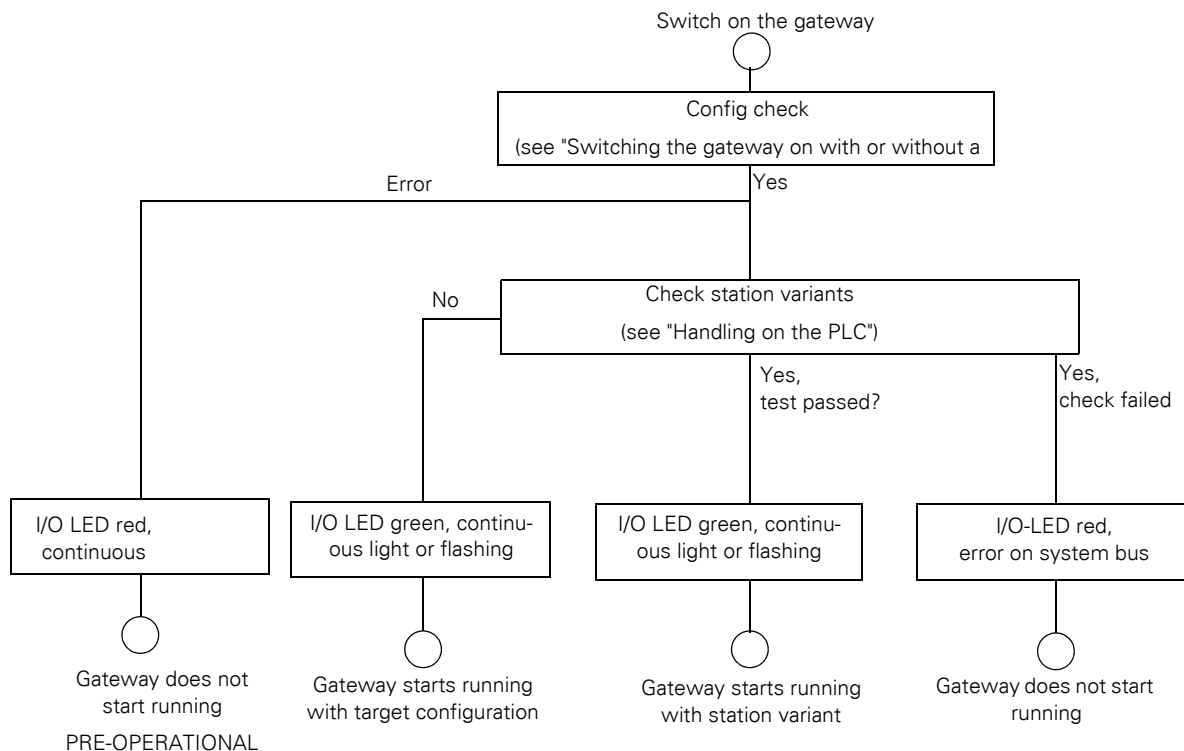 Switch on the gateway
Config check
(see "Switching the gateway on with or without a
Error
Yes
No
Check station variants
(see "Handling on the PLC")
Yes,
test passed?
Yes,
check failed
I/O LED red,
continuous
I/O LED green, continu-
ous light or flashing
I/O LED green, continu-
ous light or flashing
I/O-LED red,
error on system bus
Gateway does not
start running
PRE-OPERATIONAL
Gateway starts running
with target configuration
Gateway starts running
with station variant
Gateway does not start
running